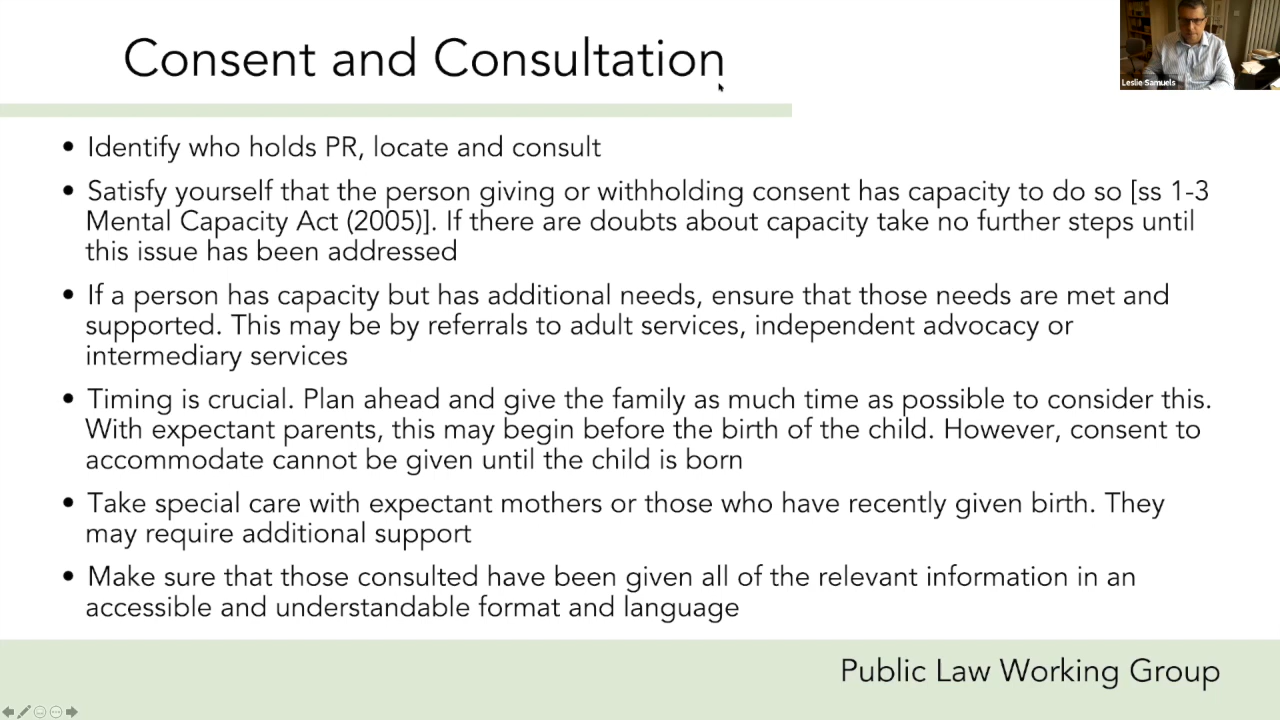 Consent and Consultation
Leslie Samuels
• Identify who holds PR, locate and consult
• Satisfy yourself that the person giving or withholding consent has capacity to do so [ss 1-3
Mental Capacity Act (2005)]. If there are doubts about capacity take no further steps until
this issue has been addressed
• If a person has capacity but has additional needs, ensure that those needs are met and
supported. This may be by referrals to adult services, independent advocacy or
intermediary services
• Timing is crucial. Plan ahead and give the family as much time as possible to consider this.
With expectant parents, this may begin before the birth of the child. However, consent to
accommodate cannot be given until the child is born
• Take special care with expectant mothers or those who have recently given birth. They
may require additional support
• Make sure that those consulted have been given all of the relevant information in an
accessible and understandable format and language
Public Law Working Group